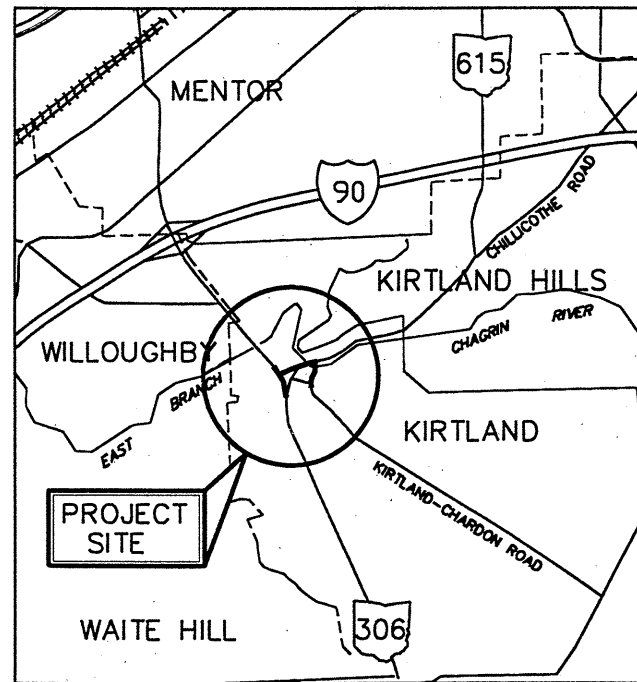 615
MENTOR
90
CHILLICOTHE ROAD
KIRTLAND HILLS
CHAGRIN RIVER
WILLOUGHBY
EAST BRANCH
KIRTLAND
KIRTLAND-CHARDON ROAD
PROJECT
SITE
WAITE HILL
306